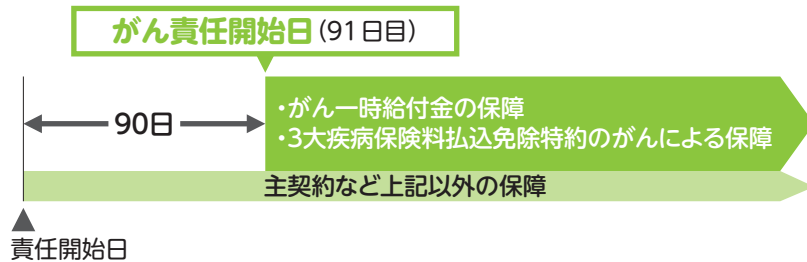 がん責任開始日(91日目)
90日
・がん一時給付金の保障
・3大疾病保険料払込免除特約のがんによる保障
主契約など上記以外の保障
責任開始日